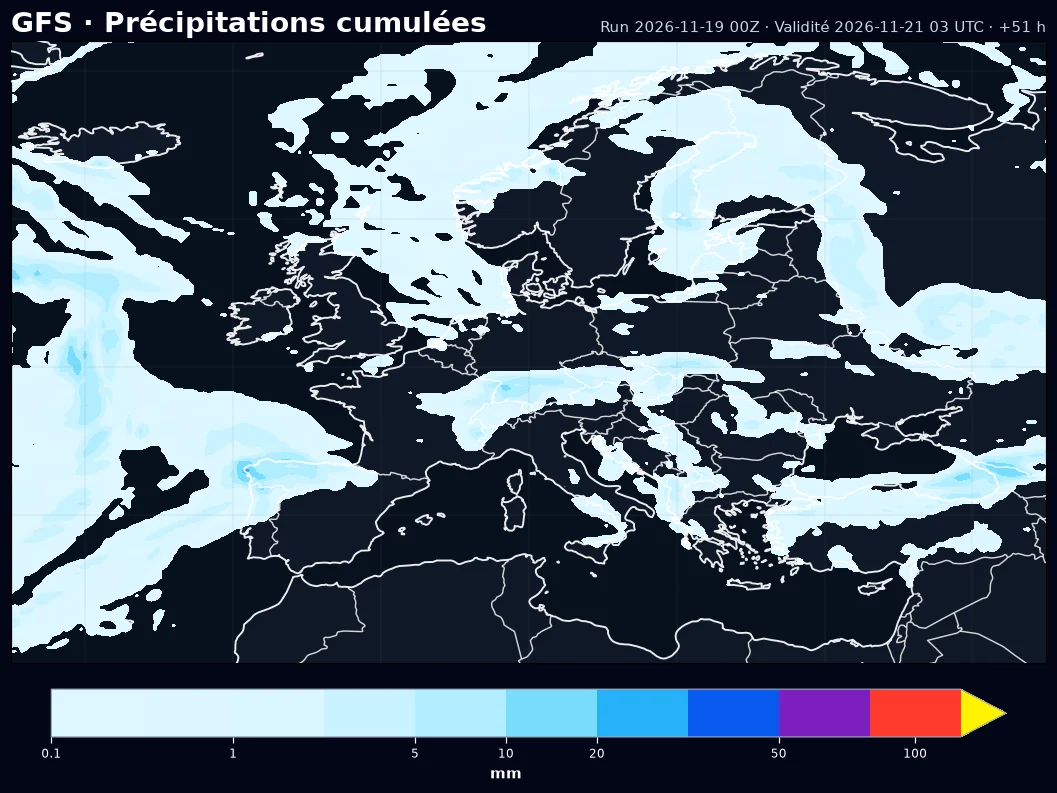 GFS · Précipitations cumulées
Run 2026-11-19 00Z · Validité 2026-11-21 03 UTC · +51 h
0.1 1 5 10 20 50 100
mm